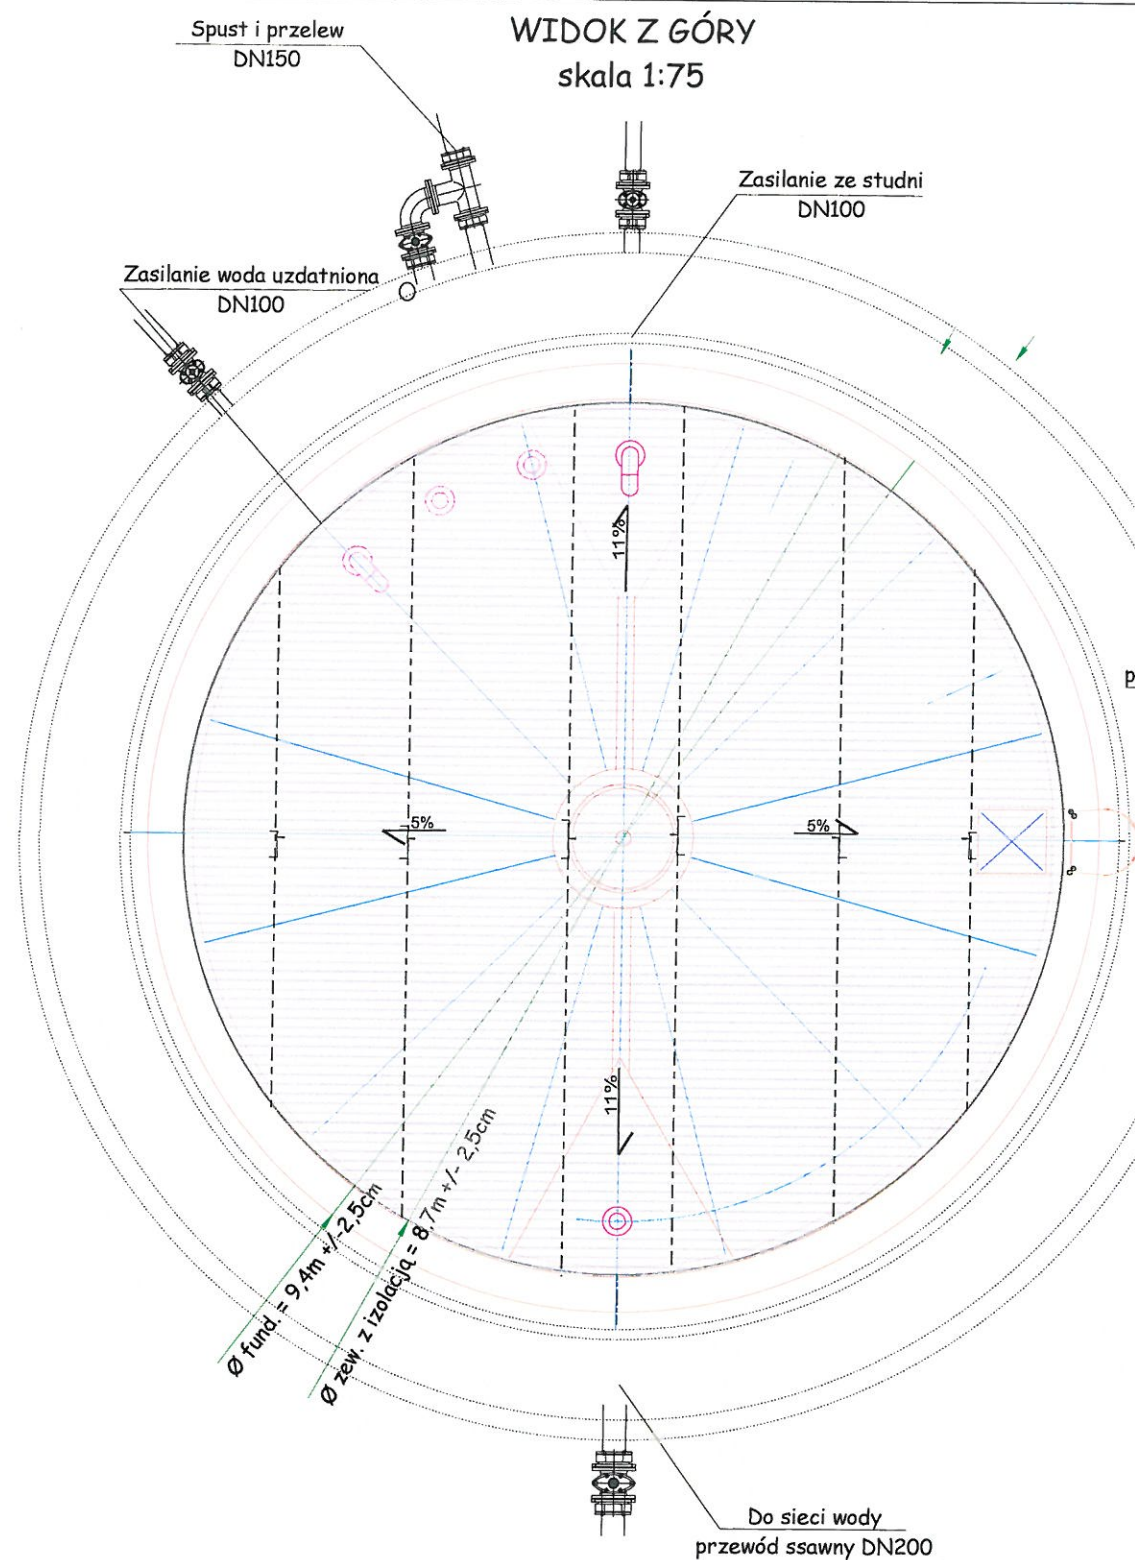 WIDOK Z GÓRY
skala 1:75
Spust i przelew
DN150
Zasilanie ze studni
DN100
Zasilanie woda uzdatniona
DN100
11%
p
5%
5%
11%
Ø fund. = 9,4m +/-2,5cm
Ø zew. z izolacją = 8,7m +/- 2,5cm
Do sieci wody
przewód ssawny DN200